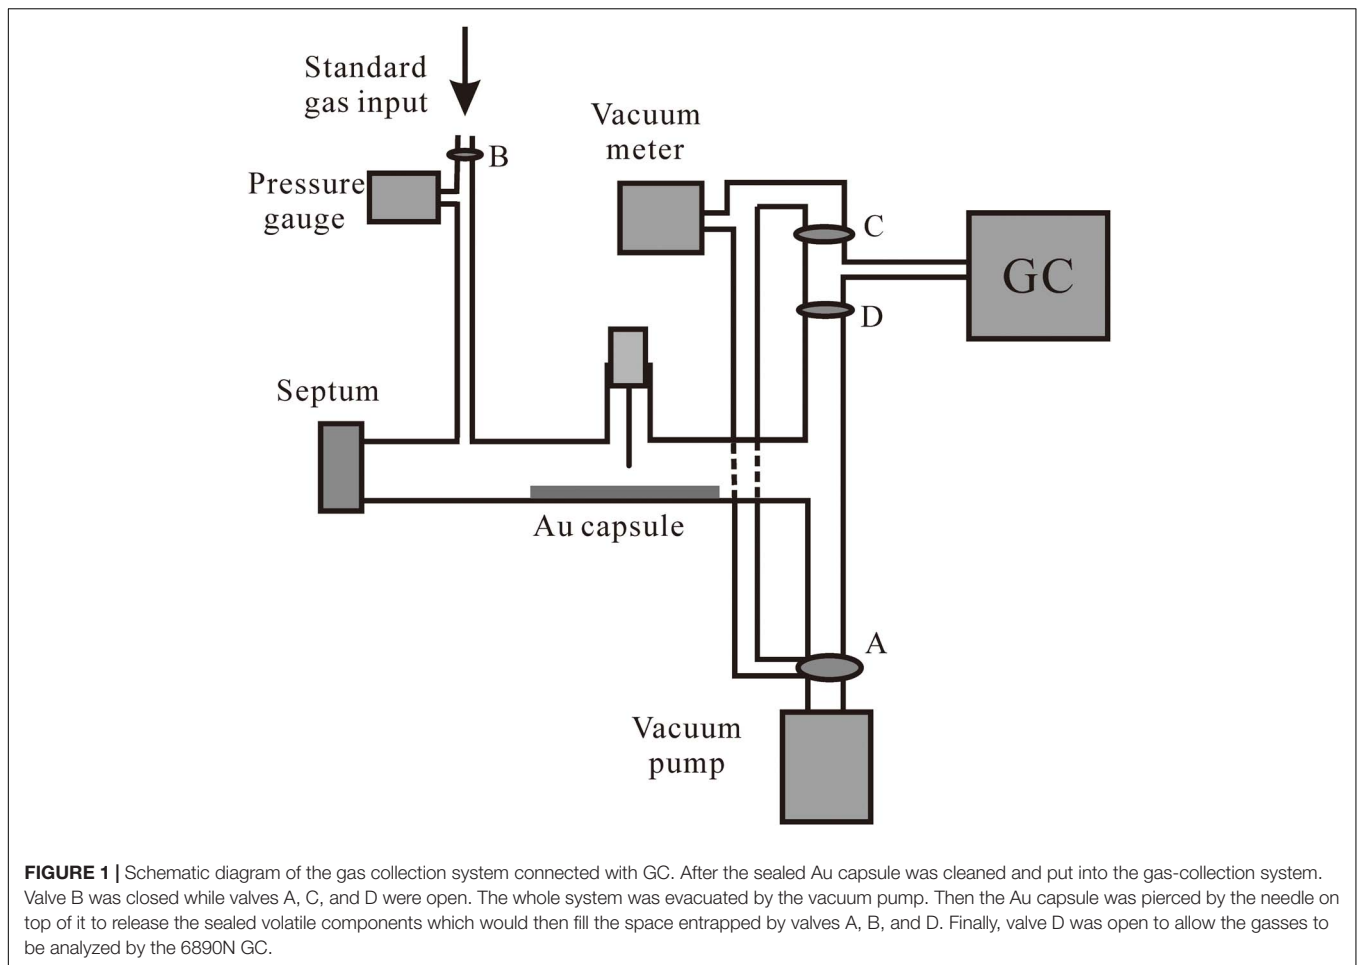 Standard
gas input
B
Pressure
gauge
Vacuum
meter
C
GC
D
Septum
Au capsule
A
Vacuum
pump
FIGURE 1 | Schematic diagram of the gas collection system connected with GC. After the sealed Au capsule was cleaned and put into the gas-collection system.
Valve B was closed while valves A, C, and D were open. The whole system was evacuated by the vacuum pump. Then the Au capsule was pierced by the needle on
top of it to release the sealed volatile components which would then fill the space entrapped by valves A, B, and D. Finally, valve D was open to allow the gasses to
be analyzed by the 6890N GC.